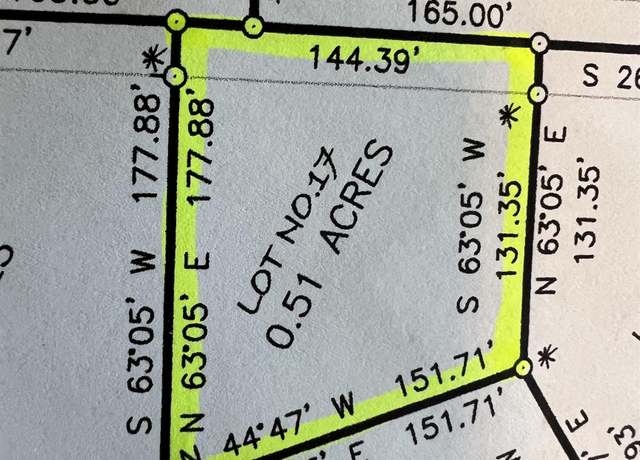 165.00'
7'
144.39'
S 26
S 63°05' W 177.88'
N 63°05' E 177.88'
LOT NO.17
0.51 ACRES
S 63°05' W
131.35'
N 63°05' E
131.35'
44°47' W 151.71'
E 151.71'
N
E
93'